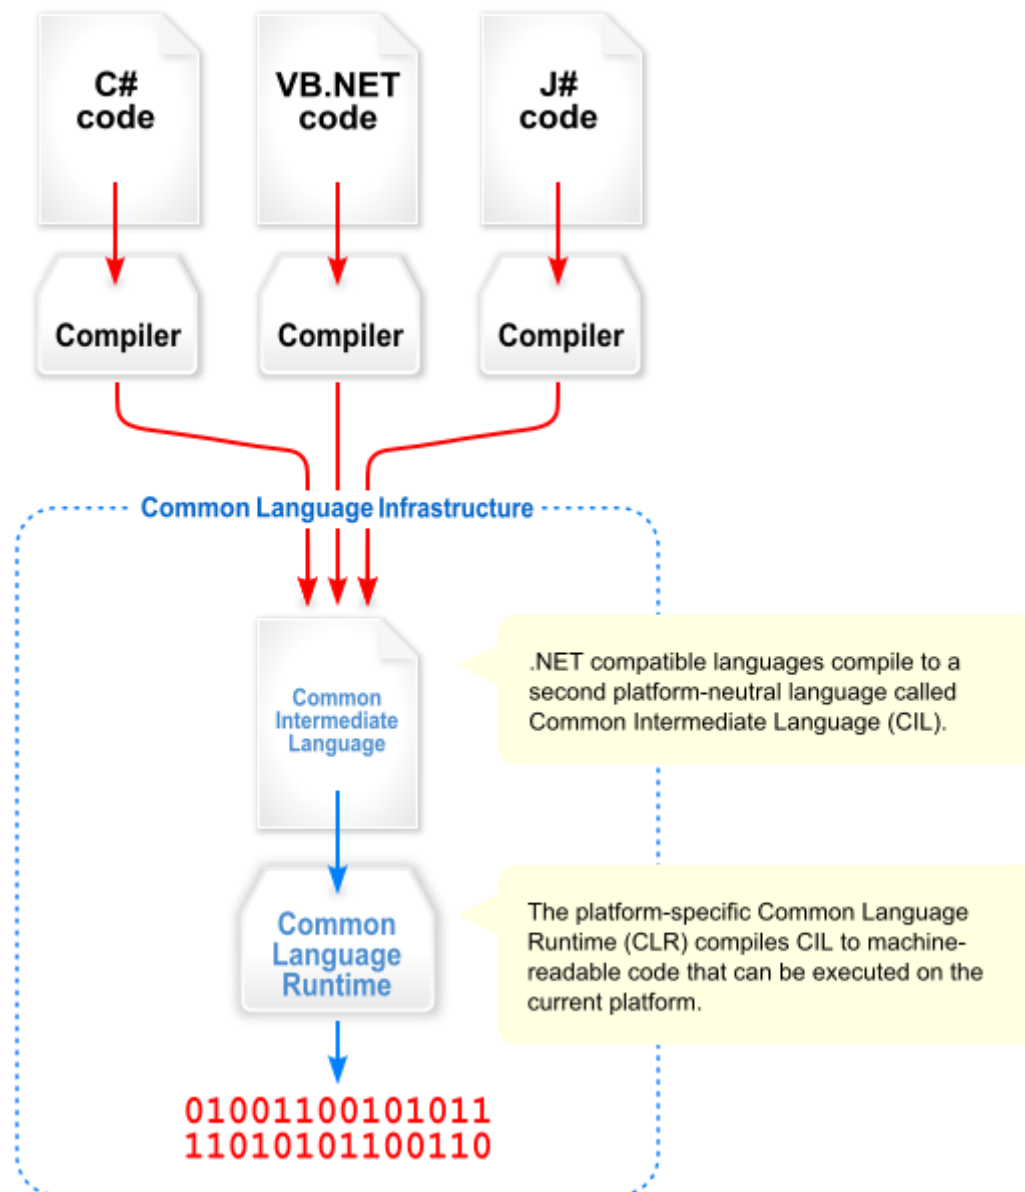 C#
code
VB.NET
code
J#
code
Compiler
Compiler
Compiler
Common Language Infrastructure
Common
Intermediate
Language
.NET compatible languages compile to a
second platform-neutral language called
Common Intermediate Language (CIL).
Common
Language
Runtime
The platform-specific Common Language
Runtime (CLR) compiles CIL to machine-
readable code that can be executed on the
current platform.
01001100101011
11010101100110